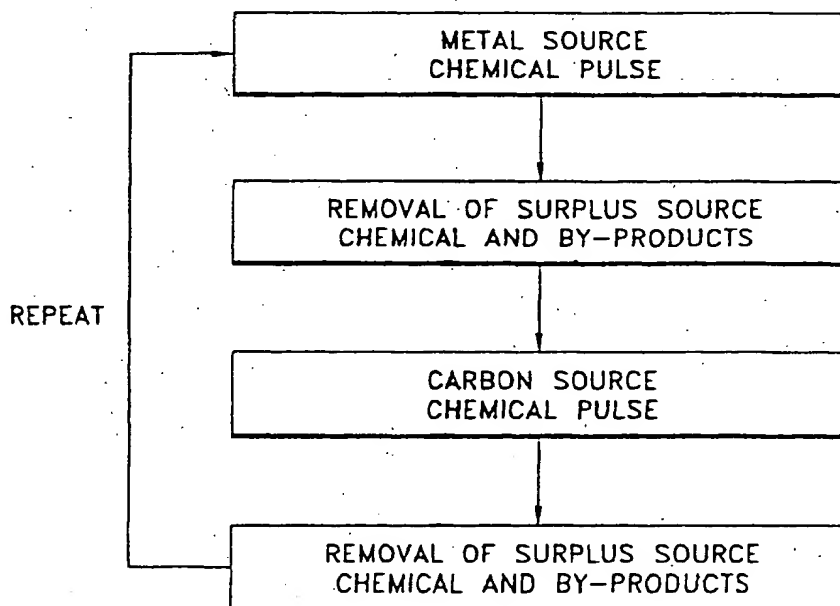 METAL SOURCE
CHEMICAL PULSE
REMOVAL OF SURPLUS SOURCE
CHEMICAL AND BY-PRODUCTS
REPEAT
CARBON SOURCE
CHEMICAL PULSE
REMOVAL OF SURPLUS SOURCE
CHEMICAL AND BY-PRODUCTS